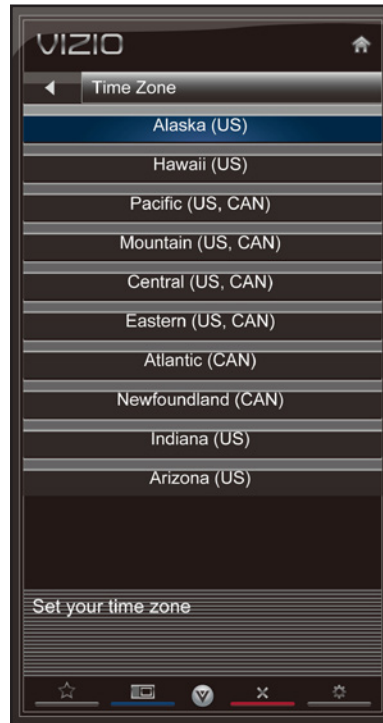 VIZIO
Time Zone
Alaska (US)
Hawaii (US)
Pacific (US, CAN)
Mountain (US, CAN)
Central (US, CAN)
Eastern (US, CAN)
Atlantic (CAN)
Newfoundland (CAN)
Indiana (US)
Arizona (US)
Set your time zone
V